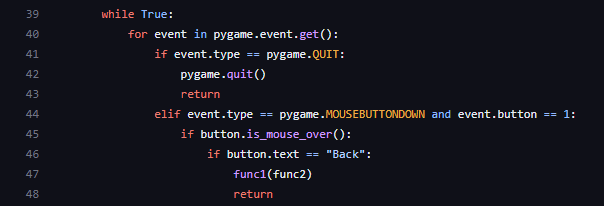 39 while True:
40 for event in pygame.event.get():
41 if event.type == pygame.QUIT:
42 pygame.quit()
43 return
44 elif event.type == pygame.MOUSEBUTTONDOWN and event.button == 1:
45 if button.is_mouse_over():
46 if button.text == "Back":
47 func1(func2)
48 return